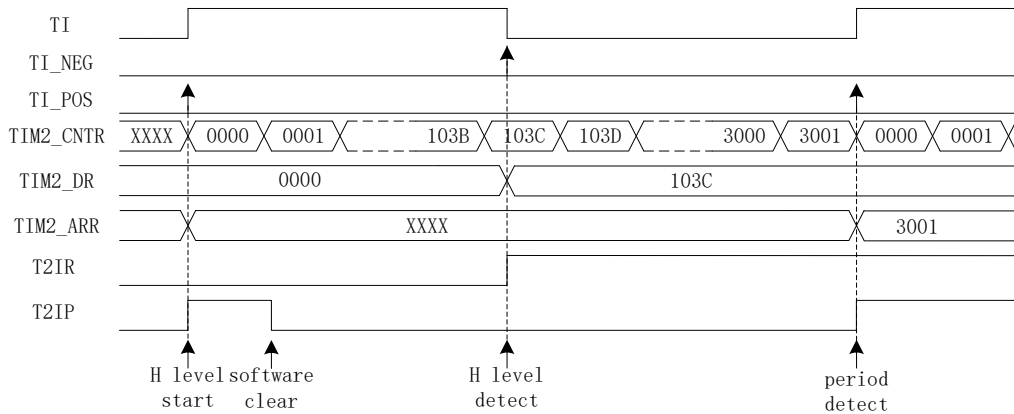 TI
TI_NEG
TI_POS
TIM2_CNTR XXXX 0000 0001 103B 103C 103D 3000 3001 0000 0001
TIM2_DR 0000 103C
TIM2_ARR XXXX 3001
T2IR
T2IP
H level software H level period
start clear detect detect